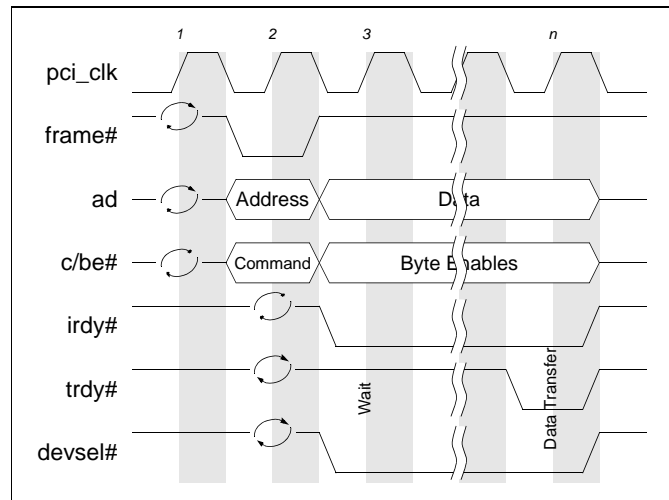 1 2 3 n
pci_clk
frame#
ad Address Data
c/be# Command Byte Enables
irdy#
trdy# Wait Data Transfer
devsel#